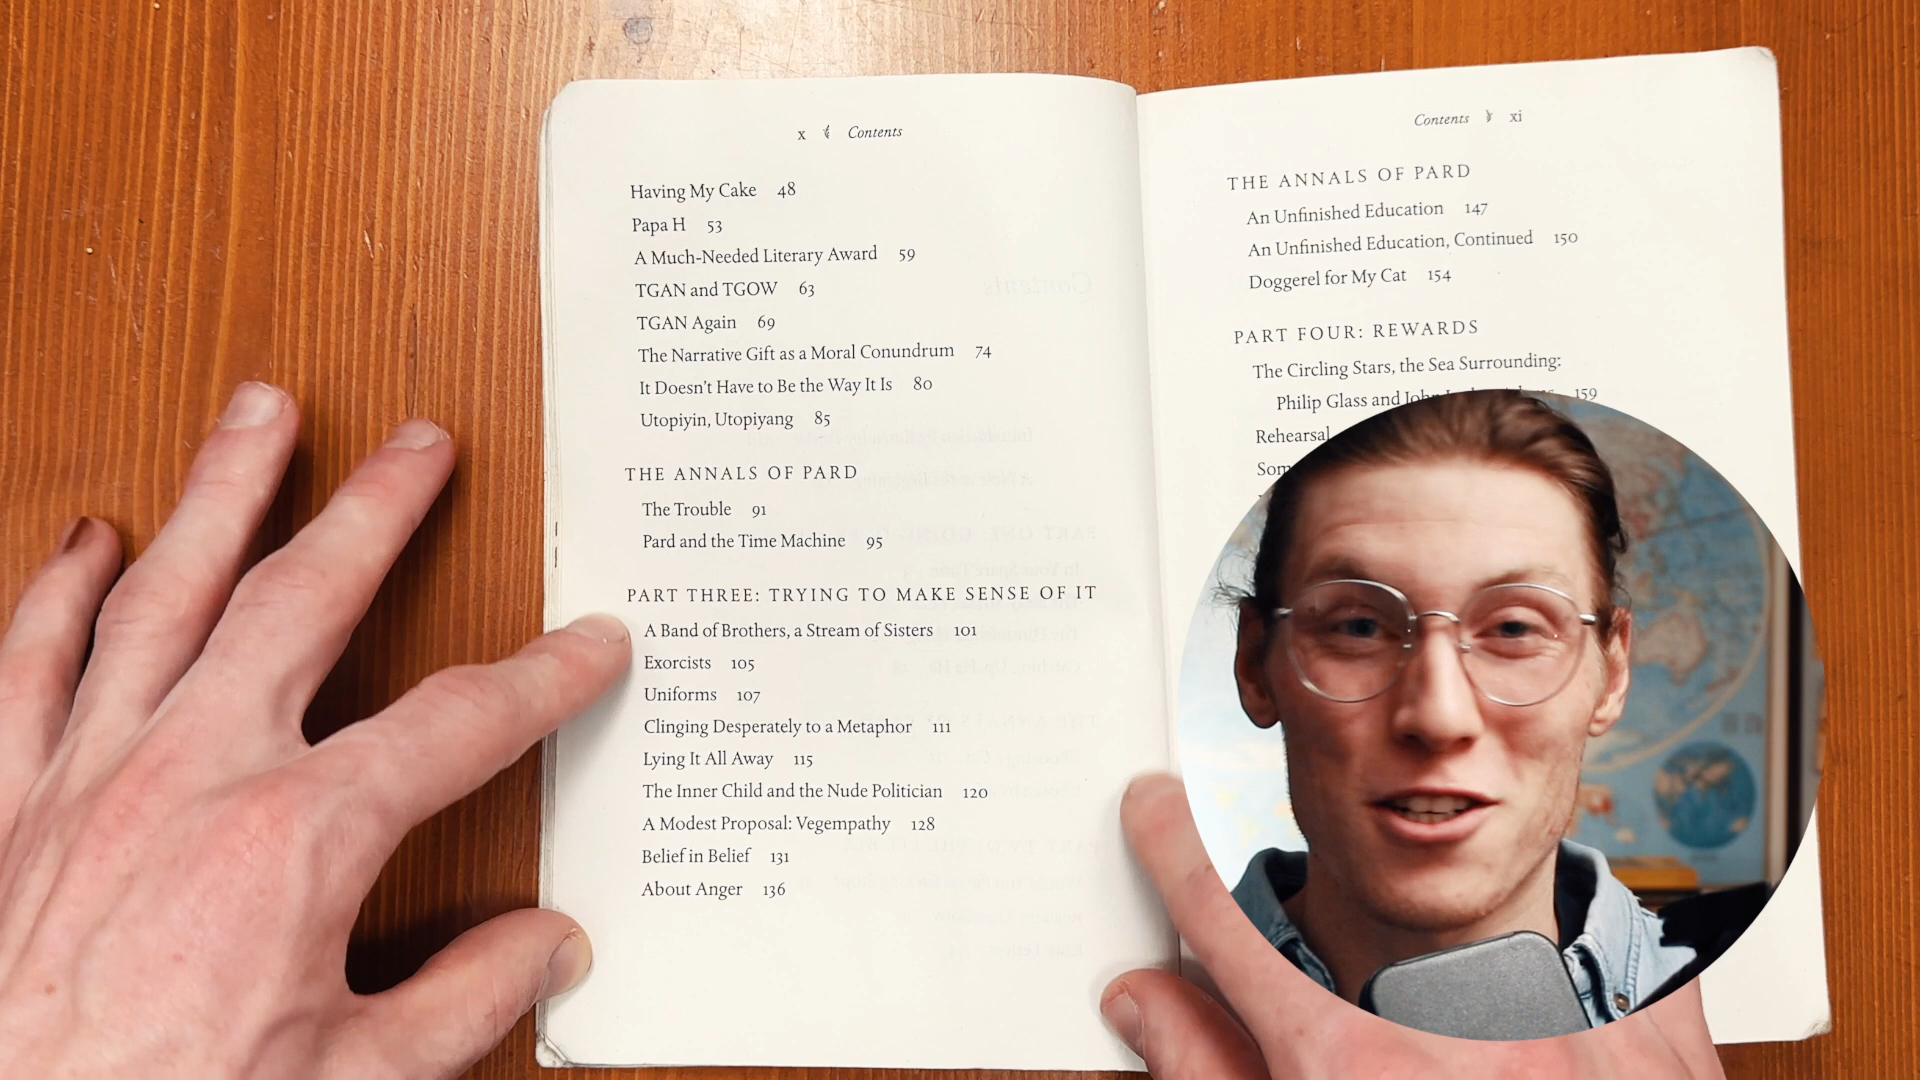 x Contents
Having My Cake 48
Papa H 53
A Much-Needed Literary Award 59
TGAN and TGOW 63
TGAN Again 69
The Narrative Gift as a Moral Conundrum 74
It Doesn't Have to Be the Way It Is 80
Utopiyin, Utopiyang 85
THE ANNALS OF PARD
The Trouble 91
Pard and the Time Machine 95
PART THREE: TRYING TO MAKE SENSE OF IT
A Band of Brothers, a Stream of Sisters 101
Exorcists 105
Uniforms 107
Clinging Desperately to a Metaphor 111
Lying It All Away 115
The Inner Child and the Nude Politician 120
A Modest Proposal: Vegempathy 128
Belief in Belief 131
About Anger 136
Contents xi
THE ANNALS OF PARD
An Unfinished Education 147
An Unfinished Education, Continued 150
Doggerel for My Cat 154
PART FOUR: REWARDS
The Circling Stars, the Sea Surrounding:
Philip Glass and John 159
Rehearsal